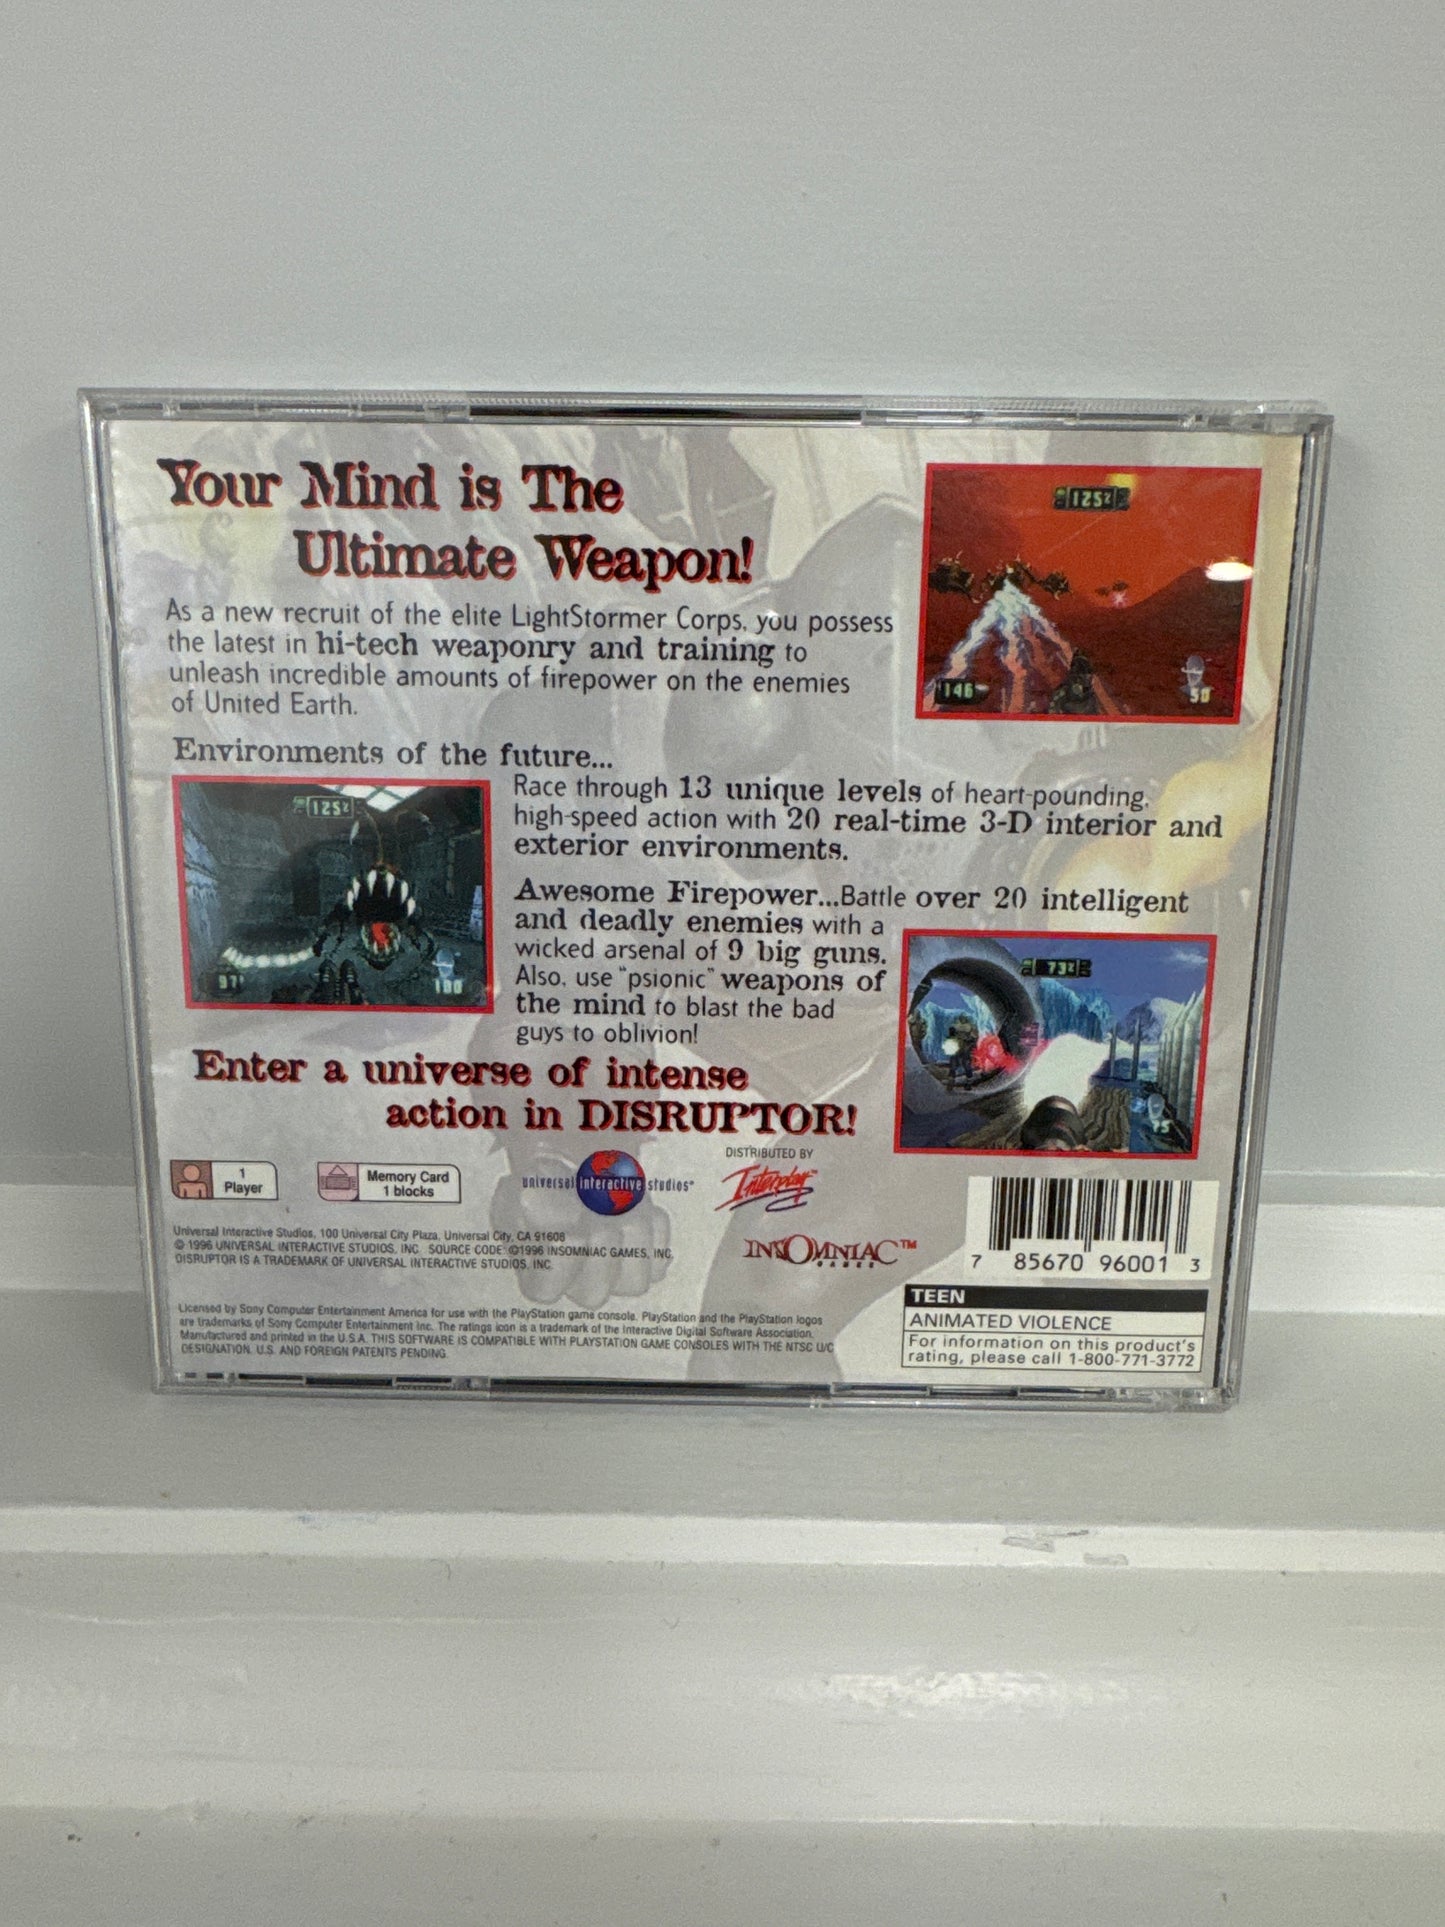 Your Mind is The
Ultimate Weapon!
As a new recruit of the elite LightStormer Corps, you possess
the latest in hi-tech weaponry and training to
unleash incredible amounts of firepower on the enemies
of United Earth.
125%
146
50
Environments of the future...
125%
97
100
Race through 13 unique levels of heart-pounding,
high-speed action with 20 real-time 3-D interior and
exterior environments.
Awesome Firepower...Battle over 20 intelligent
and deadly enemies with a
wicked arsenal of 9 big guns.
Also, use "psionic" weapons of
the mind to blast the bad
guys to oblivion!
73%
75
Enter a universe of intense
action in DISRUPTOR!
1
Player
Memory Card
1 blocks
universal interactive studios
DISTRIBUTED BY
Interplay™
Universal Interactive Studios, 100 Universal City Plaza, Universal City, CA 91608
©1996 UNIVERSAL INTERACTIVE STUDIOS, INC. SOURCE CODE: ©1996 INSOMNIAC GAMES, INC.
DISRUPTOR IS A TRADEMARK OF UNIVERSAL INTERACTIVE STUDIOS, INC.
INSOMNIAC™
GAMES
7 85670 96001 3
Licensed by Sony Computer Entertainment America for use with the PlayStation game console. PlayStation and the PlayStation logos
are trademarks of Sony Computer Entertainment Inc. The ratings icon is a trademark of the Interactive Digital Software Association.
Manufactured and printed in the U.S.A. THIS SOFTWARE IS COMPATIBLE WITH PLAYSTATION GAME CONSOLES WITH THE NTSC U/C
DESIGNATION. U.S. AND FOREIGN PATENTS PENDING.
TEEN
ANIMATED VIOLENCE
For information on this product's
rating, please call 1-800-771-3772